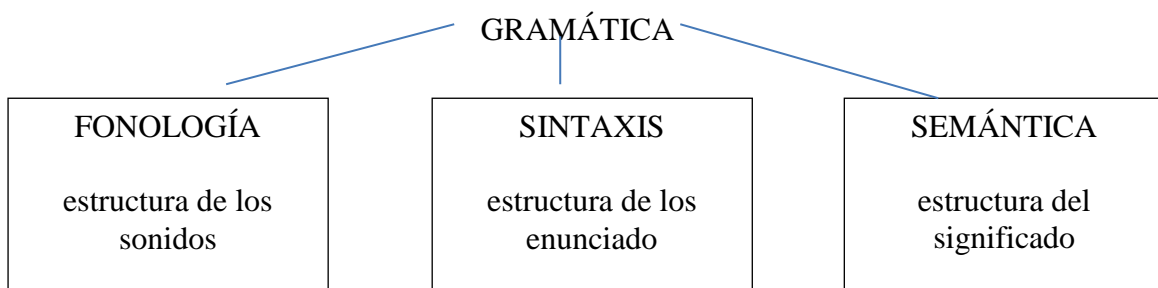 GRAMÁTICA
FONOLOGÍA
estructura de los
sonidos
SINTAXIS
estructura de los
enunciado
SEMÁNTICA
estructura del
significado